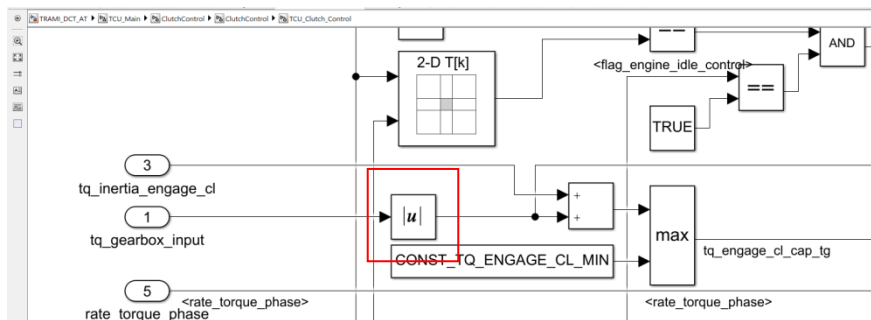 TRAMI_DCT_AT ▶ TCU_Main ▶ ClutchControl ▶ ClutchControl ▶ TCU_Clutch_Control
2-D T[k]
==
AND
<flag_engine_idle_control>
==
TRUE
3
tq_inertia_engage_cl
1
tq_gearbox_input
|u|
+
+
max
CONST_TQ_ENGAGE_CL_MIN
tq_engage_cl_cap_tg
5
<rate_torque_phase>
rate_torque_phase
<rate_torque_phase>